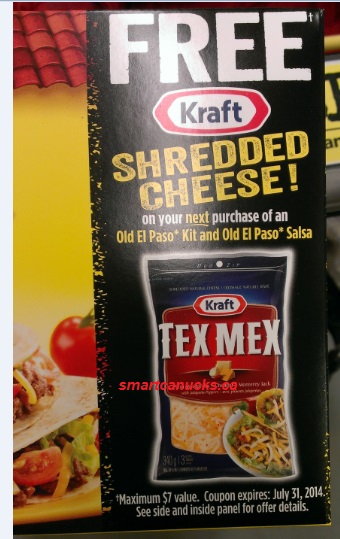 FREE
Kraft
SHREDDED
CHEESE!
on your next purchase of an
Old El Paso* Kit and Old El Paso* Salsa
Kraft
TEX MEX
smartcanucks.ca
Monterey Jack
340 g
†Maximum $7 value. Coupon expires: July 31, 2014.
See side and inside panel for offer details.